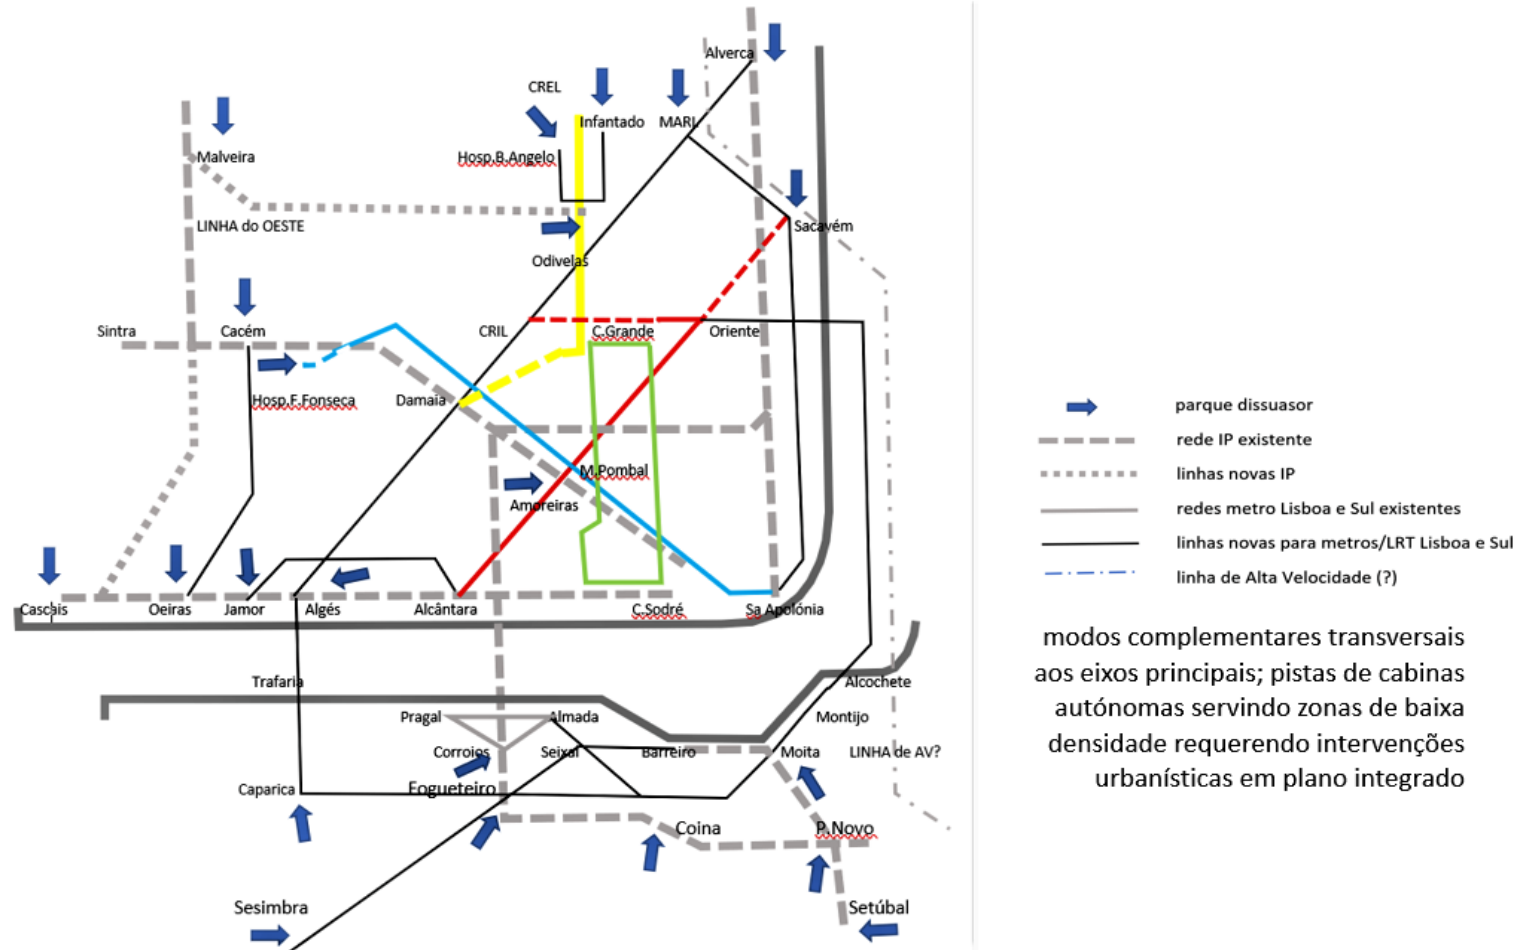 Alverca
CREL
Infantado
MARL
Malveira
Hosp.B.Angelo
LINHA do OESTE
Sacavém
Odivelas
Sintra
Cacém
CRIL
C.Grande
Oriente
Hosp.F.Fonseca
Damaia
M.Pombal
Amoreiras
Cascais
Oeiras
Jamor
Algés
Alcântara
C.Sodré
Sa Apolónia
Trafaria
Alcochete
Pragal
Almada
Montijo
Corroios
Seixal
Barreiro
Moita
LINHA de AV?
Caparica
Fogueteiro
Coina
P.Novo
Sesimbra
Setúbal
parque dissuasor
rede IP existente
linhas novas IP
redes metro Lisboa e Sul existentes
linhas novas para metros/LRT Lisboa e Sul
linha de Alta Velocidade (?)
modos complementares transversais
aos eixos principais; pistas de cabinas
autónomas servindo zonas de baixa
densidade requerendo intervenções
urbanísticas em plano integrado